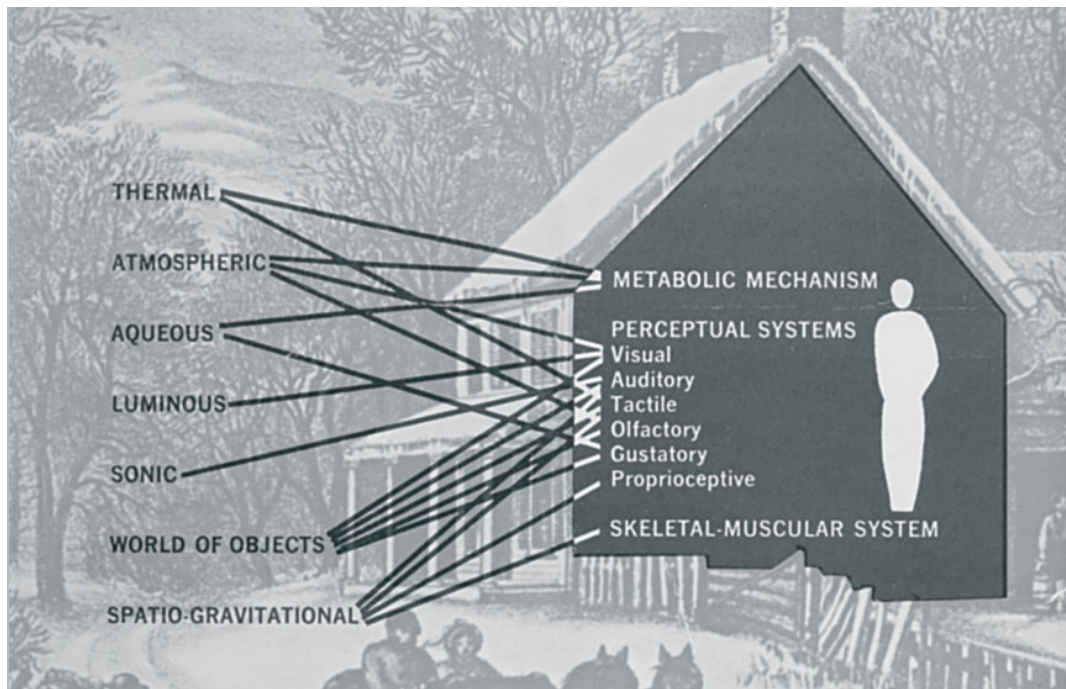 THERMAL
ATMOSPHERIC
AQUEOUS
LUMINOUS
SONIC
WORLD OF OBJECTS
SPATIO-GRAVITATIONAL
METABOLIC MECHANISM
PERCEPTUAL SYSTEMS
Visual
Auditory
Tactile
Olfactory
Gustatory
Proprioceptive
SKELETAL-MUSCULAR SYSTEM